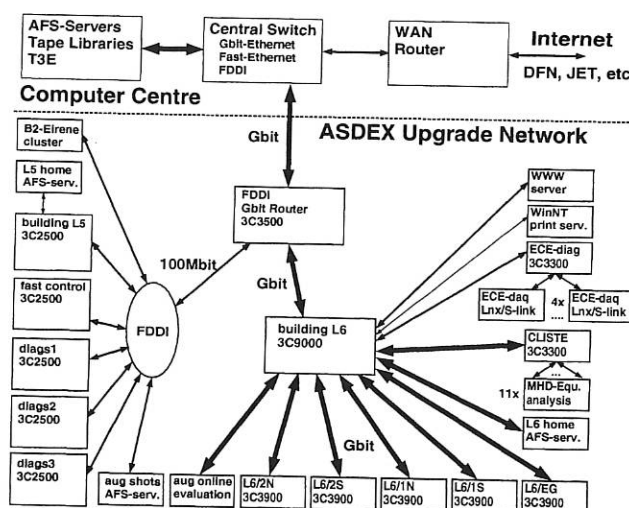 AFS-Servers
Tape Libraries
T3E
Central Switch
Gbit-Ethernet
Fast-Ethernet
FDDI
WAN
Router
Internet
DFN, JET, etc
Computer Centre
Gbit
ASDEX Upgrade Network
B2-Eirene
cluster
L5 home
AFS-serv.
building L5
3C2500
fast control
3C2500
diags1
3C2500
diags2
3C2500
diags3
3C2500
aug shots
AFS-serv.
FDDI
100Mbit
FDDI
Gbit Router
3C3500
Gbit
building L6
3C9000
WWW
server
WinNT
print serv.
ECE-diag
3C3300
ECE-daq
Lnx/S-link
4x
....
ECE-daq
Lnx/S-link
CLISTE
3C3300
...
11x
MHD-Equ.
analysis
L6 home
AFS-serv.
Gbit
aug online
evaluation
L6/2N
3C3900
L6/2S
3C3900
L6/1N
3C3900
L6/1S
3C3900
L6/EG
3C3900